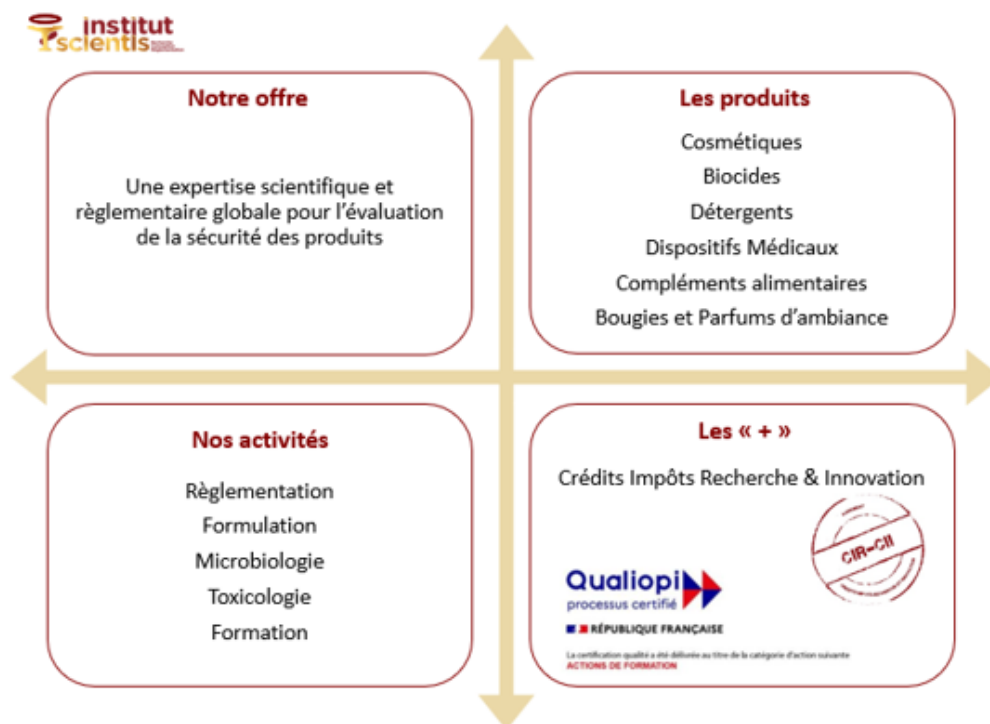 institut
scientis
Notre offre
Une expertise scientifique et
règlementaire globale pour l'évaluation
de la sécurité des produits
Les produits
Cosmétiques
Biocides
Détergents
Dispositifs Médicaux
Compléments alimentaires
Bougies et Parfums d'ambiance
Nos activités
Règlementation
Formulation
Microbiologie
Toxicologie
Formation
Les « + »
Crédits Impôts Recherche & Innovation
CIR-CII
Qualiopi
processus certifié
RÉPUBLIQUE FRANÇAISE
La certification qualité a été délivrée au titre de la catégorie d'action suivante
ACTIONS DE FORMATION